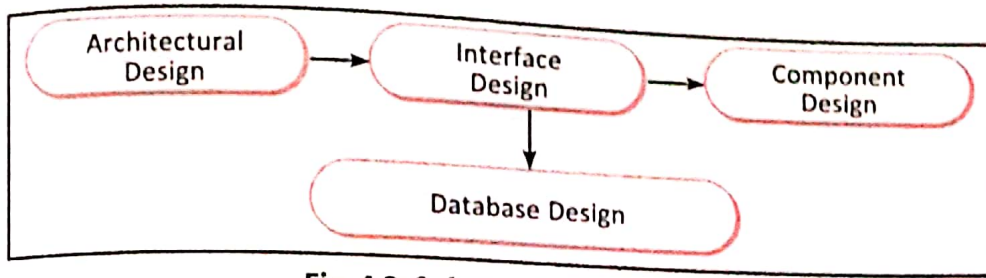 Architectural
Design
Interface
Design
Component
Design
Database Design